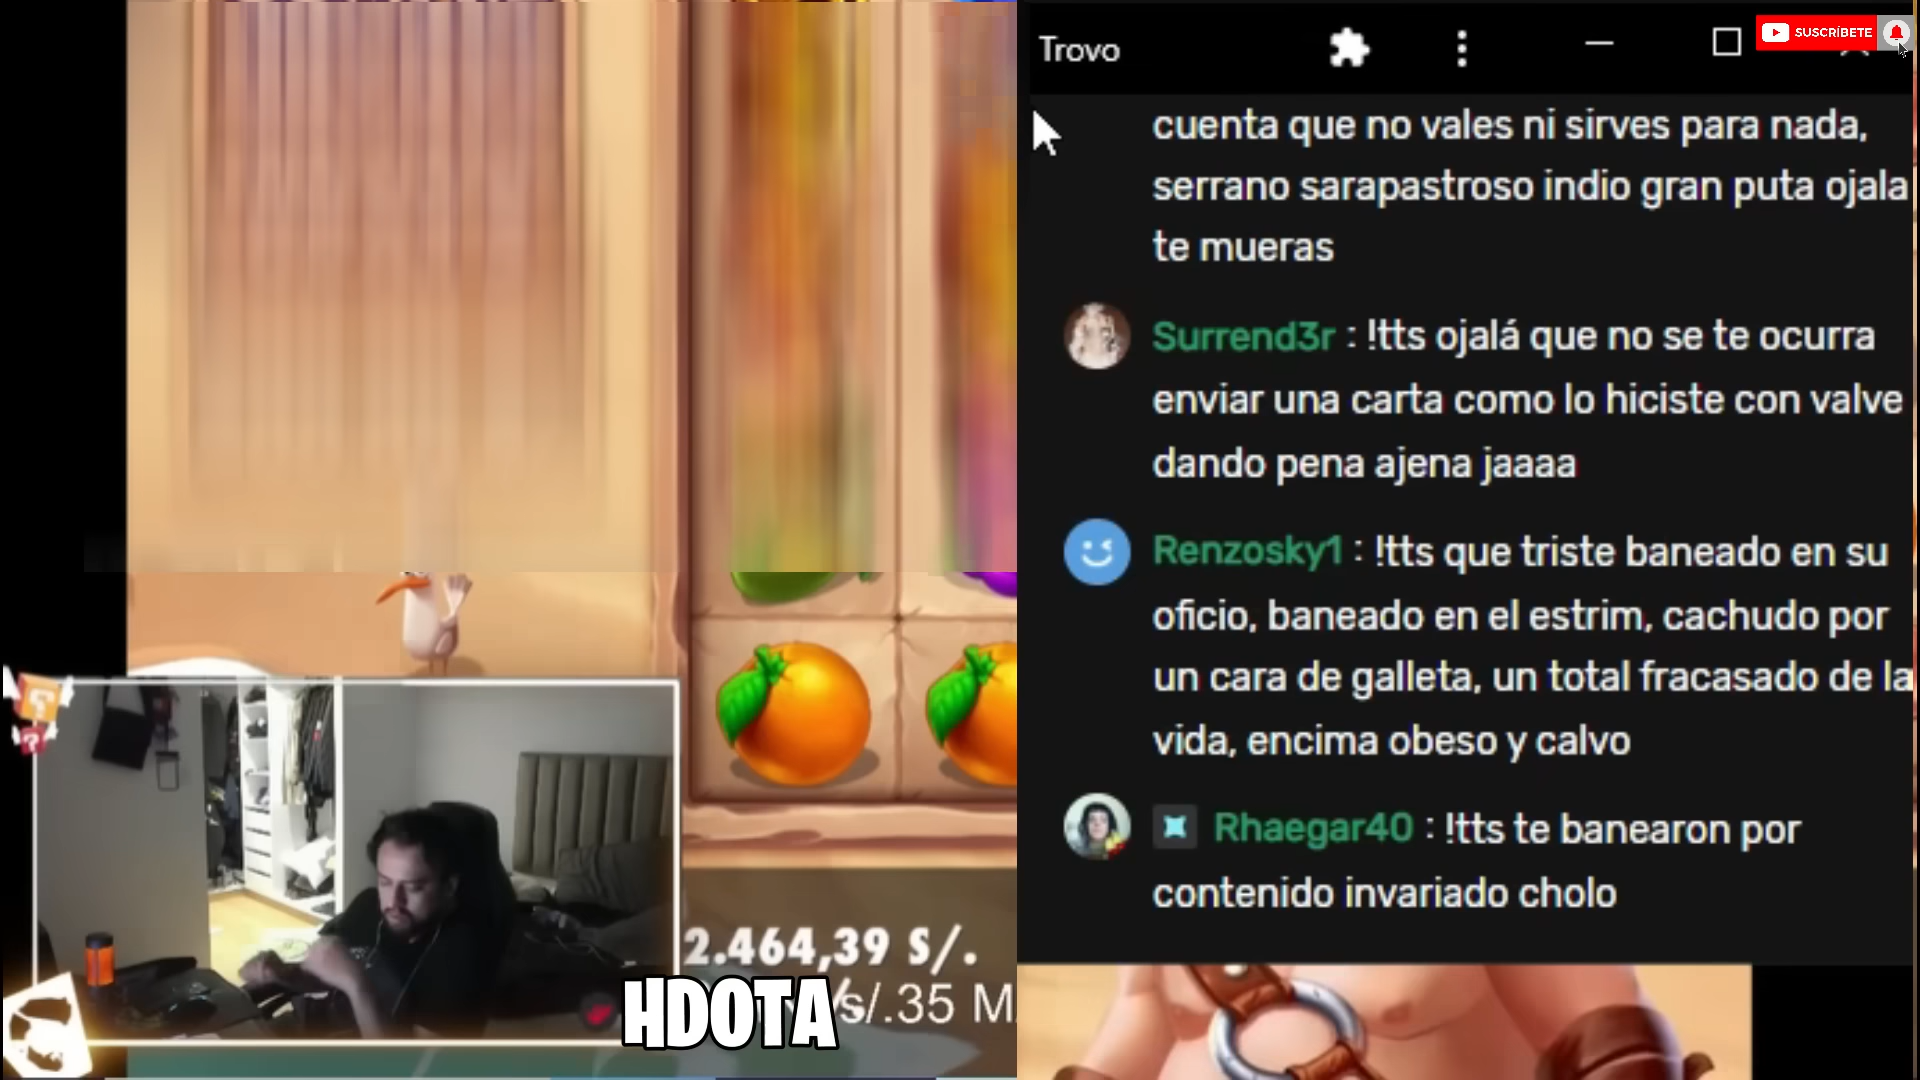 Trovo
SUSCRÍBETE
cuenta que no vales ni sirves para nada,
serrano sarapastroso indio gran puta ojala
te mueras
Surrend3r : !tts ojalá que no se te ocurra
enviar una carta como lo hiciste con valve
dando pena ajena jaaaa
Renzosky1 : !tts que triste baneado en su
oficio, baneado en el estrim, cachudo por
un cara de galleta, un total fracasado de la
vida, encima obeso y calvo
Rhaegar40 : !tts te banearon por
contenido invariado cholo
2.464,39 S/.
HDOTA
s/.35 M